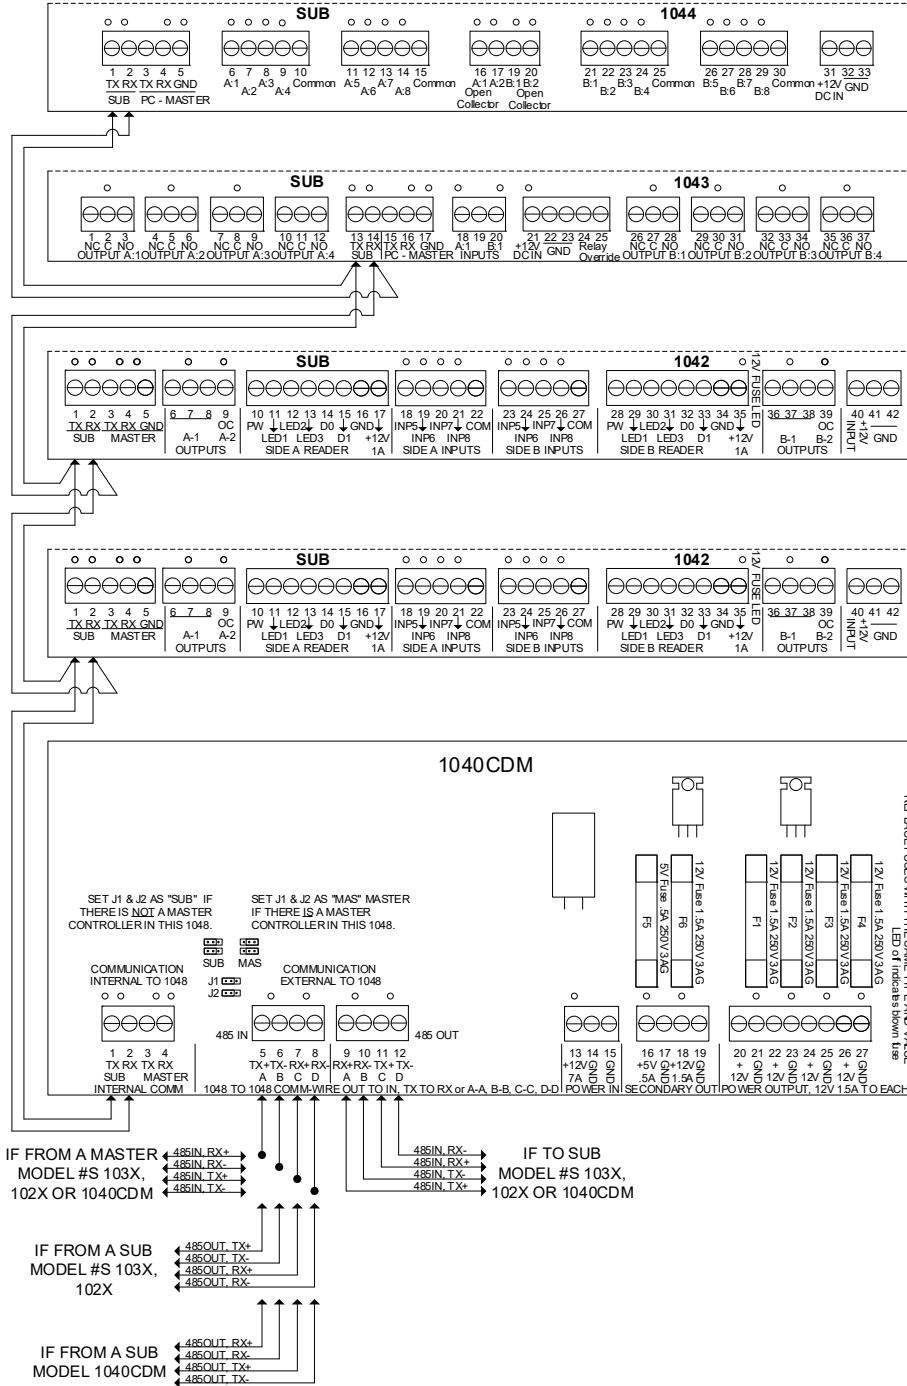 SUB 1044
1 2 3 4 5 6 7 8 9 10 11 12 13 14 15 16 17 19 20 21 22 23 24 25 26 27 28 29 30 31 32 33
TX RX TX RX GND A:1 A:2 A:3 A:4 Common A:5 A:6 A:7 A:8 Common A:1 A:2 B:1 B:2 B:1 B:2 B:3 B:4 Common B:5 B:6 B:7 B:8 Common +12V GND
SUB PC - MASTER Open Collector Open Collector DC IN
SUB 1043
1 2 3 4 5 6 7 8 9 10 11 12 13 14 15 16 17 18 19 20 21 22 23 24 25 26 27 28 29 30 31 32 33 34 35 36 37
NC C NO NC C NO NC C NO NC C NO TX RX TX RX GND A:1 B:1 +12V GND Relay NC C NO NC C NO NC C NO NC C NO
OUTPUT A:1 OUTPUT A:2 OUTPUT A:3 OUTPUT A:4 SUB PC - MASTER INPUTS DC IN Override OUTPUT B:1 OUTPUT B:2 OUTPUT B:3 OUTPUT B:4
SUB 1042
12V FUSE LED
1 2 3 4 5 6 7 8 9 10 11 12 13 14 15 16 17 18 19 20 21 22 23 24 25 26 27 28 29 30 31 32 33 34 35 36 37 38 39 40 41 42
TX RX TX RX GND OC PW LED2 D0 GND INP5 INP7 COM INP5 INP7 COM PW LED2 D0 GND OC +12V
SUB MASTER A-1 A-2 LED1 LED3 D1 +12V INP6 INP8 INP6 INP8 LED1 LED3 D1 +12V B-1 B-2 INPUT GND
OUTPUTS SIDE A READER 1A SIDE A INPUTS SIDE B INPUTS SIDE B READER 1A OUTPUTS
SUB 1042
12V FUSE LED
1 2 3 4 5 6 7 8 9 10 11 12 13 14 15 16 17 18 19 20 21 22 23 24 25 26 27 28 29 30 31 32 33 34 35 36 37 38 39 40 41 42
TX RX TX RX GND OC PW LED2 D0 GND INP5 INP7 COM INP5 INP7 COM PW LED2 D0 GND OC +12V
SUB MASTER A-1 A-2 LED1 LED3 D1 +12V INP6 INP8 INP6 INP8 LED1 LED3 D1 +12V B-1 B-2 INPUT GND
OUTPUTS SIDE A READER 1A SIDE A INPUTS SIDE B INPUTS SIDE B READER 1A OUTPUTS
1040CDM
LED off indicates blown fuse
F5 5V Fuse .5A 250V 3AG
F6 12V Fuse 1.5A 250V 3AG
F1 12V Fuse 1.5A 250V 3AG
F2 12V Fuse 1.5A 250V 3AG
F3 12V Fuse 1.5A 250V 3AG
F4 12V Fuse 1.5A 250V 3AG
SET J1 & J2 AS "SUB" IF
THERE IS NOT A MASTER
CONTROLLER IN THIS 1048.
SET J1 & J2 AS "MAS" MASTER
IF THERE IS A MASTER
CONTROLLER IN THIS 1048.
SUB MAS
COMMUNICATION
INTERNAL TO 1048
J1
J2
COMMUNICATION
EXTERNAL TO 1048
485 IN 485 OUT
1 2 3 4 5 6 7 8 9 10 11 12 13 14 15 16 17 18 19 20 21 22 23 24 25 26 27
TX RX TX RX TX+ TX- RX+ RX- RX+ RX- TX+ TX- +12V GND GND +5V GND +12V GND + GND + GND + GND + GND
SUB MASTER A B C D A B C D 7A .5A 1.5A 12V 12V 12V 12V
INTERNAL COMM 1048 TO 1048 COMM-WIRE OUT TO IN, TX TO RX or A-A, B-B, C-C, D-D POWER IN SECONDARY OUT POWER OUTPUT, 12V 1.5A TO EACH
IF FROM A MASTER
MODEL #S 103X,
102X OR 1040CDM
485IN, RX+
485IN, RX-
485IN, TX+
485IN, TX-
485IN, RX-
485IN, RX+
485IN, TX-
485IN, TX+
IF TO SUB
MODEL #S 103X,
102X OR 1040CDM
IF FROM A SUB
MODEL #S 103X,
102X
485OUT, TX+
485OUT, TX-
485OUT, RX+
485OUT, RX-
IF FROM A SUB
MODEL 1040CDM
485OUT, RX+
485OUT, RX-
485OUT, TX+
485OUT, TX-